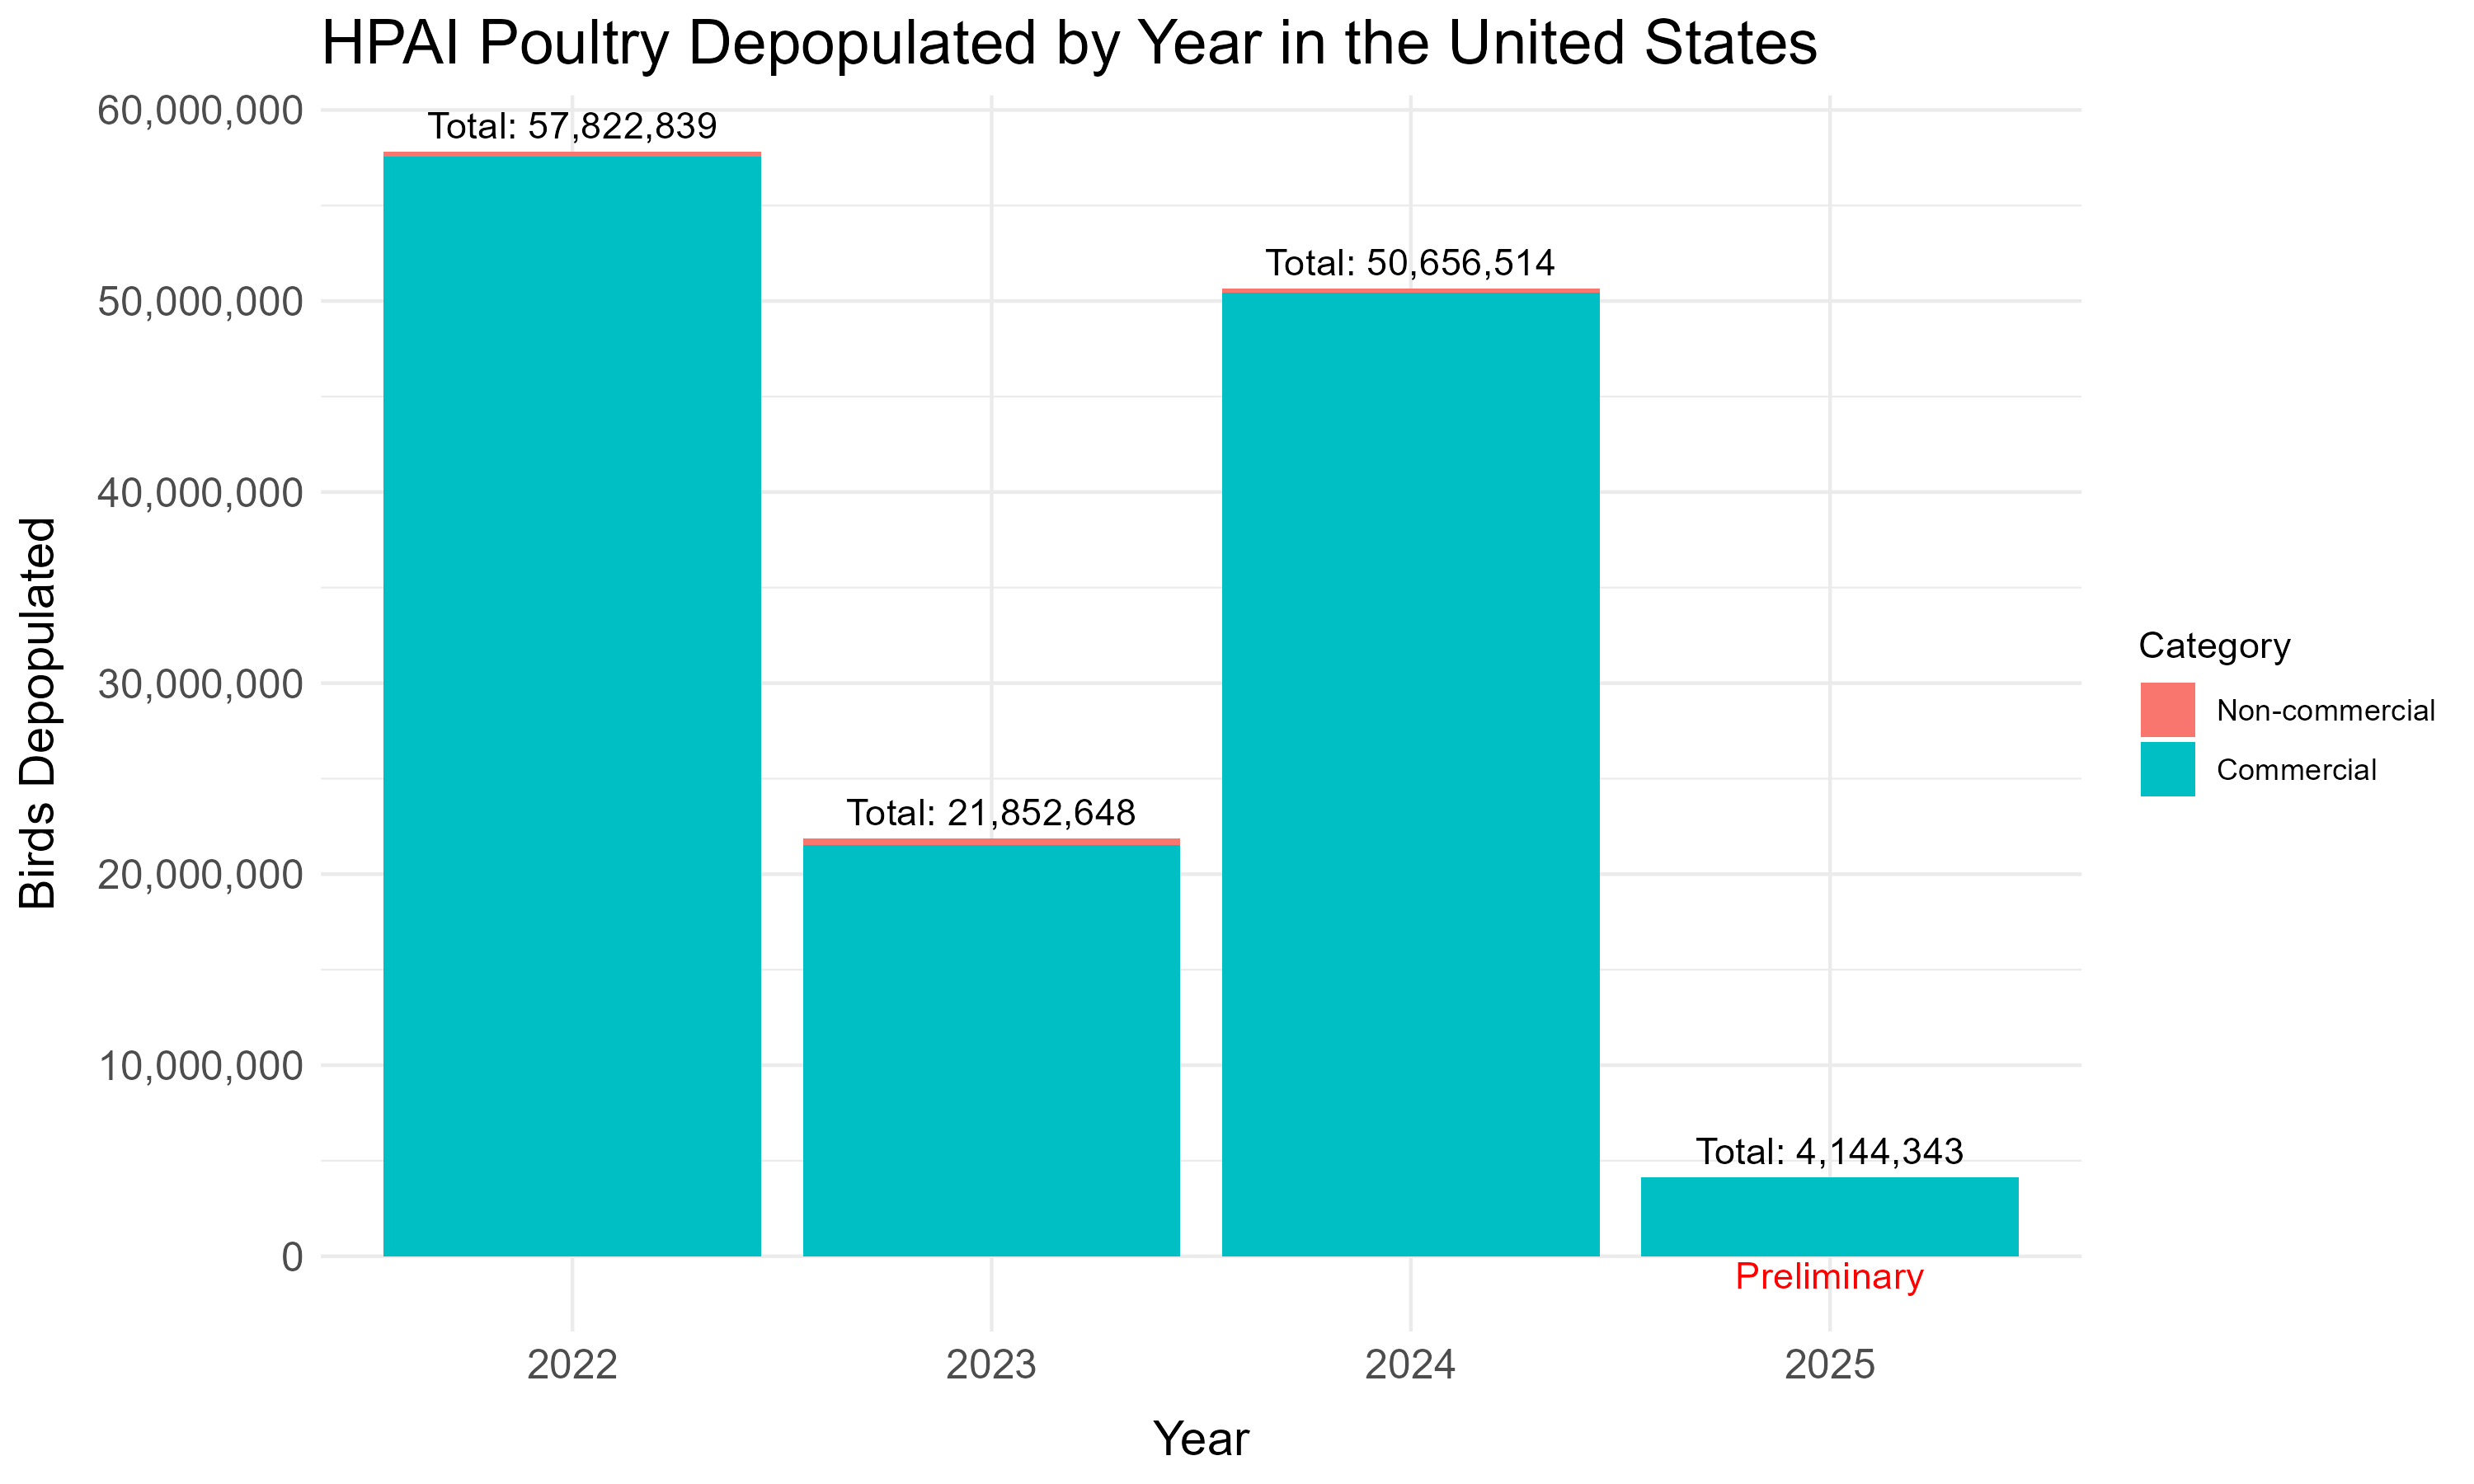 HPAI Poultry Depopulated by Year in the United States
60,000,000
50,000,000
40,000,000
30,000,000
20,000,000
10,000,000
0
Birds Depopulated
Total: 57,822,839
Total: 21,852,648
Total: 50,656,514
Total: 4,144,343
Preliminary
2022
2023
2024
2025
Year
Category
Non-commercial
Commercial